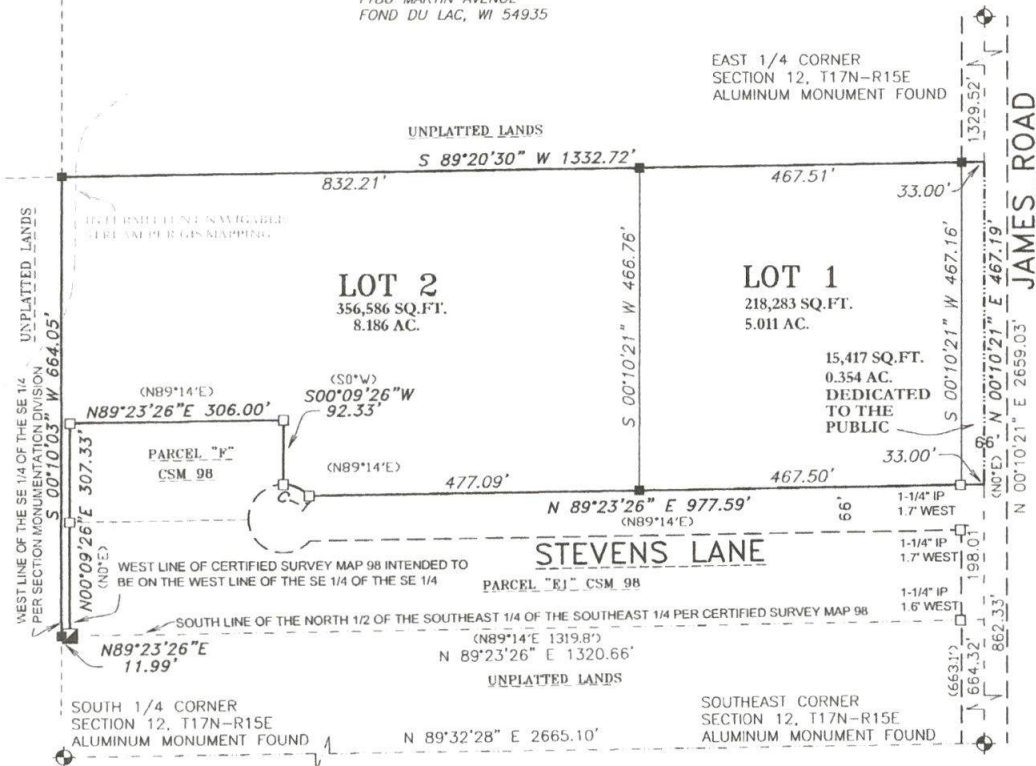 FOND DU LAC, WI 54935
EAST 1/4 CORNER
SECTION 12, T17N-R15E
ALUMINUM MONUMENT FOUND
1329.52'
JAMES ROAD
UNPLATTED LANDS
S 89°20'30" W 1332.72'
832.21'
467.51'
33.00'
INTERMITTENT NAVIGABLE
STREAM PER GIS MAPPING
UNPLATTED LANDS
LOT 2
356,586 SQ.FT.
8.186 AC.
S 00°10'21" W 466.76'
LOT 1
218,283 SQ.FT.
5.011 AC.
S 00°10'21" W 467.16'
N 00°10'21" E 467.19'
N 00°10'21" E 2659.03'
15,417 SQ.FT.
0.354 AC.
DEDICATED
TO THE
PUBLIC
66'
(N0°E)
33.00'
WEST LINE OF THE SE 1/4 OF THE SE 1/4
PER SECTION MONUMENTATION DIVISION
S 00°10'03" W 664.05'
(N89°14'E)
N89°23'26"E 306.00'
(S0°W)
S00°09'26"W
92.33'
PARCEL "F"
CSM 98
N00°09'26"E 307.33'
(N0°E)
(N89°14'E)
477.09'
467.50'
N 89°23'26" E 977.59'
(N89°14'E)
66'
1-1/4" IP
1.7' WEST
STEVENS LANE
1-1/4" IP
1.7' WEST
198.01
WEST LINE OF CERTIFIED SURVEY MAP 98 INTENDED TO
BE ON THE WEST LINE OF THE SE 1/4 OF THE SE 1/4
PARCEL "E1" CSM 98
1-1/4" IP
1.6' WEST
862.33'
SOUTH LINE OF THE NORTH 1/2 OF THE SOUTHEAST 1/4 OF THE SOUTHEAST 1/4 PER CERTIFIED SURVEY MAP 98
N89°23'26"E
11.99'
(N89°14'E 1319.8')
N 89°23'26" E 1320.66'
(663.1')
664.32'
UNPLATTED LANDS
SOUTH 1/4 CORNER
SECTION 12, T17N-R15E
ALUMINUM MONUMENT FOUND
N 89°32'28" E 2665.10'
SOUTHEAST CORNER
SECTION 12, T17N-R15E
ALUMINUM MONUMENT FOUND